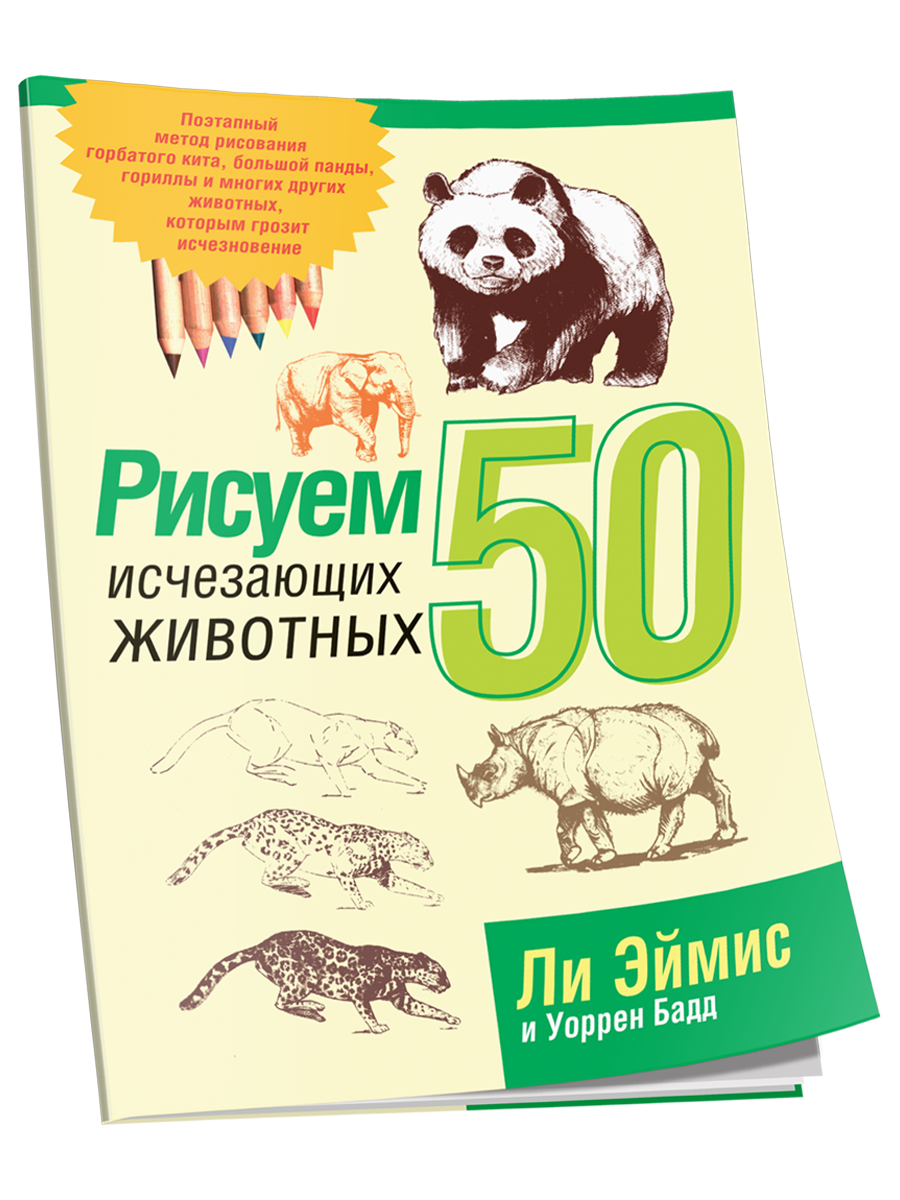 Поэтапный
метод рисования
горбатого кита, большой панды,
гориллы и многих других
животных,
которым грозит
исчезновение
Рисуем 50
исчезающих
животных
Ли Эймис
и Уоррен Бадд